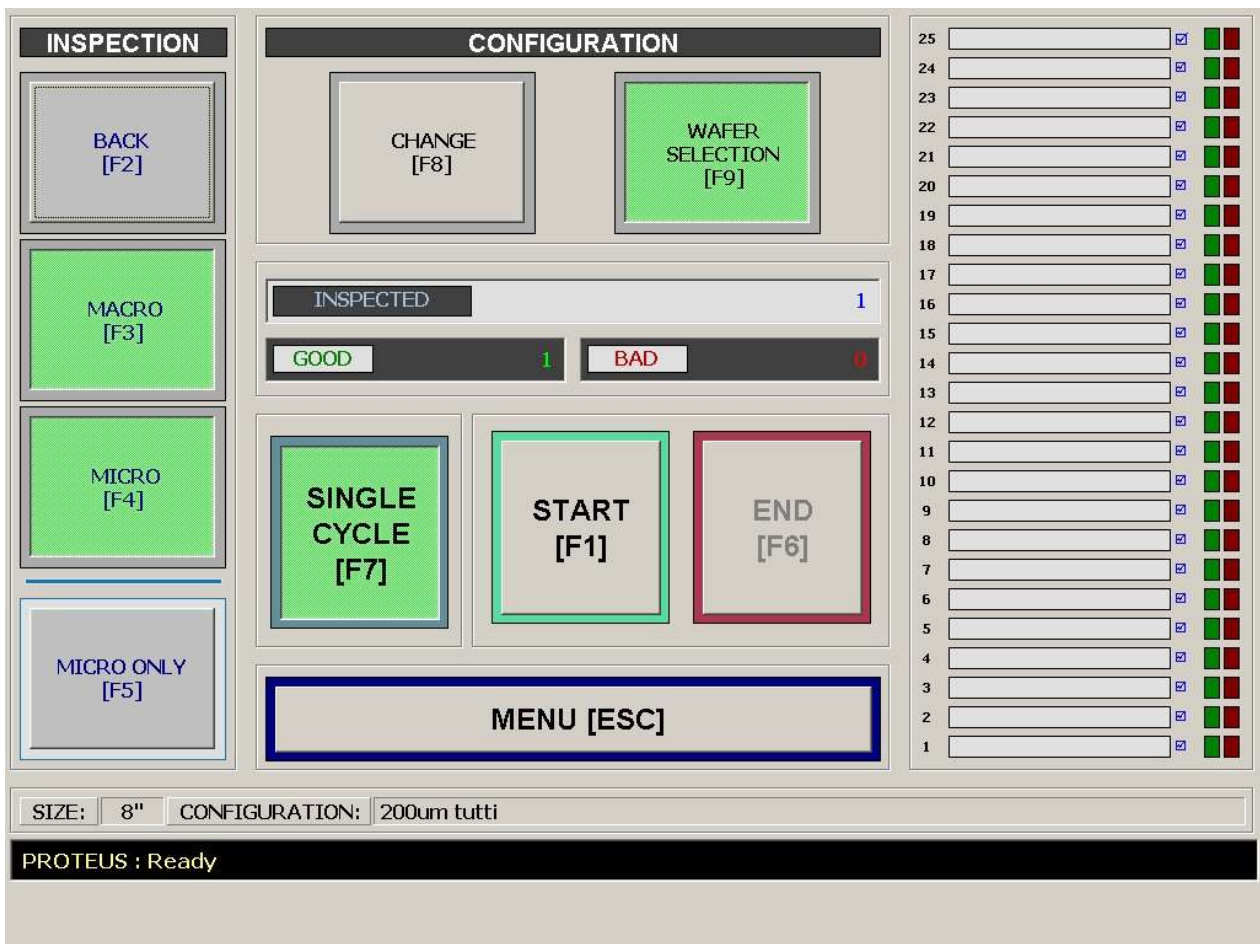 INSPECTION
BACK
[F2]
MACRO
[F3]
MICRO
[F4]
MICRO ONLY
[F5]
CONFIGURATION
CHANGE
[F8]
WAFER
SELECTION
[F9]
INSPECTED 1
GOOD 1 BAD 0
SINGLE
CYCLE
[F7]
START
[F1]
END
[F6]
MENU [ESC]
25
24
23
22
21
20
19
18
17
16
15
14
13
12
11
10
9
8
7
6
5
4
3
2
1
SIZE: 8" CONFIGURATION: 200um tutti
PROTEUS : Ready